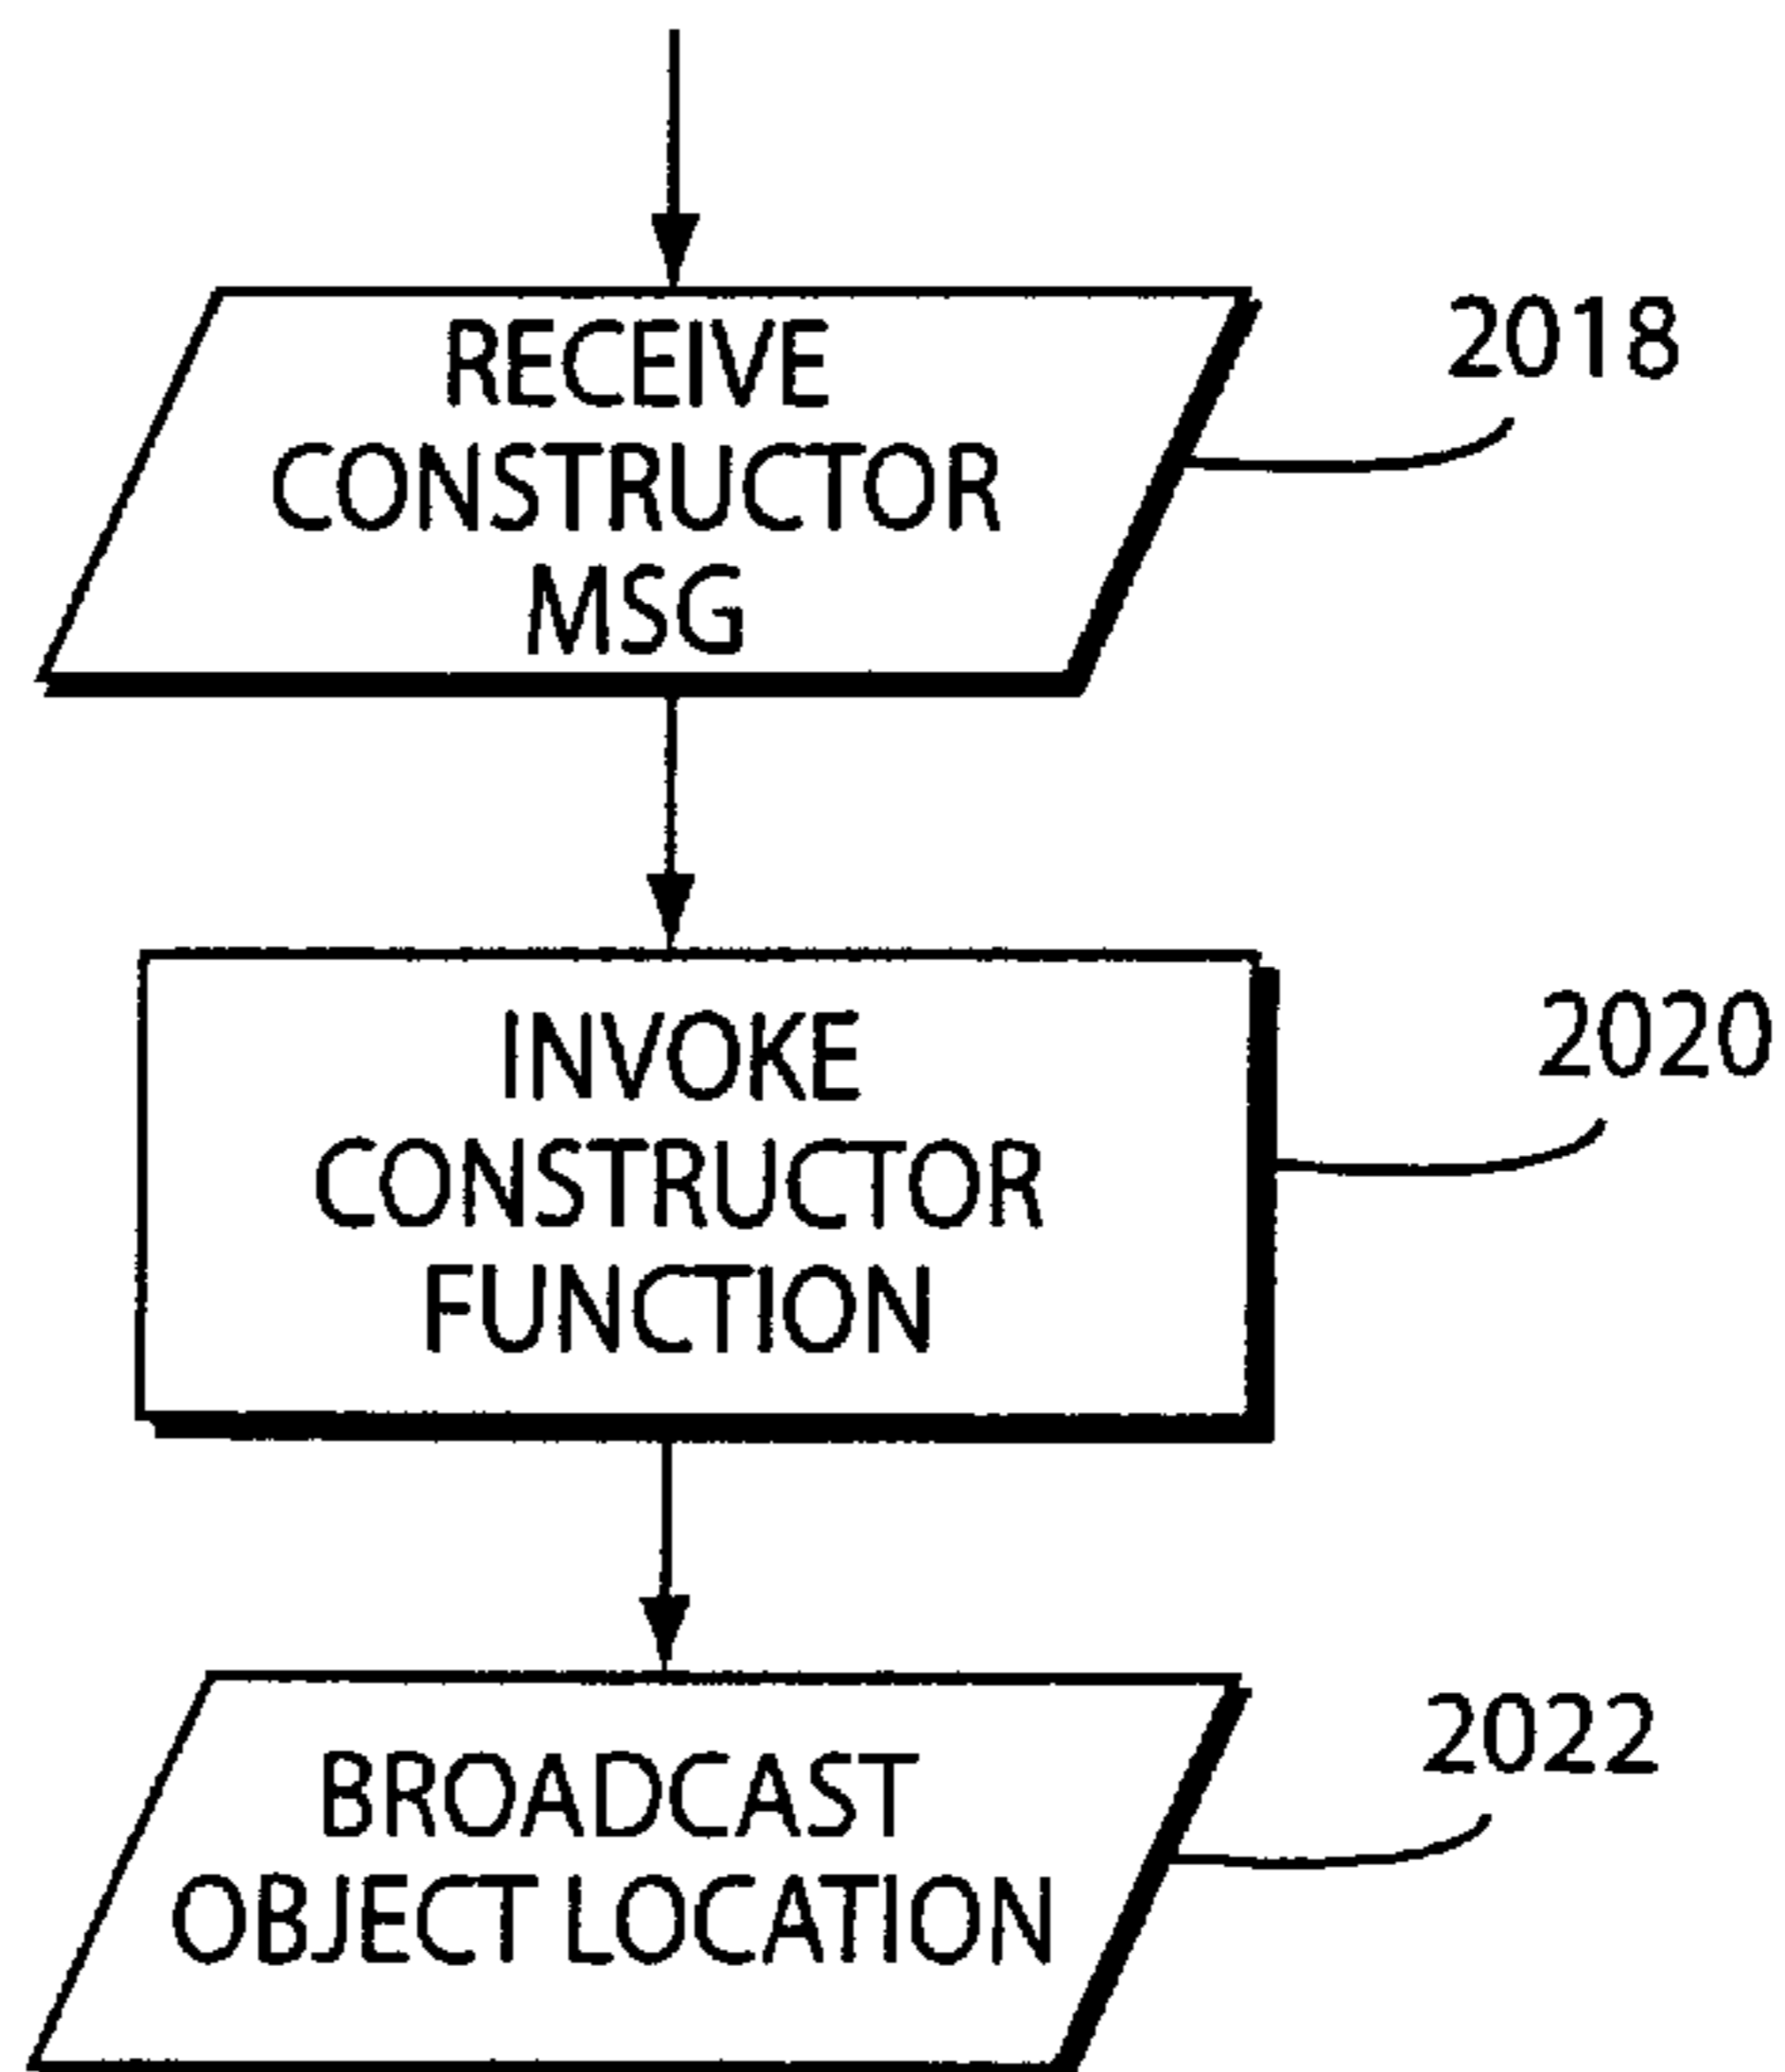 RECEIVE
CONSTRUCTOR
MSG
2018
INVOKE
CONSTRUCTOR
FUNCTION
2020
BROADCAST
OBJECT LOCATION
2022